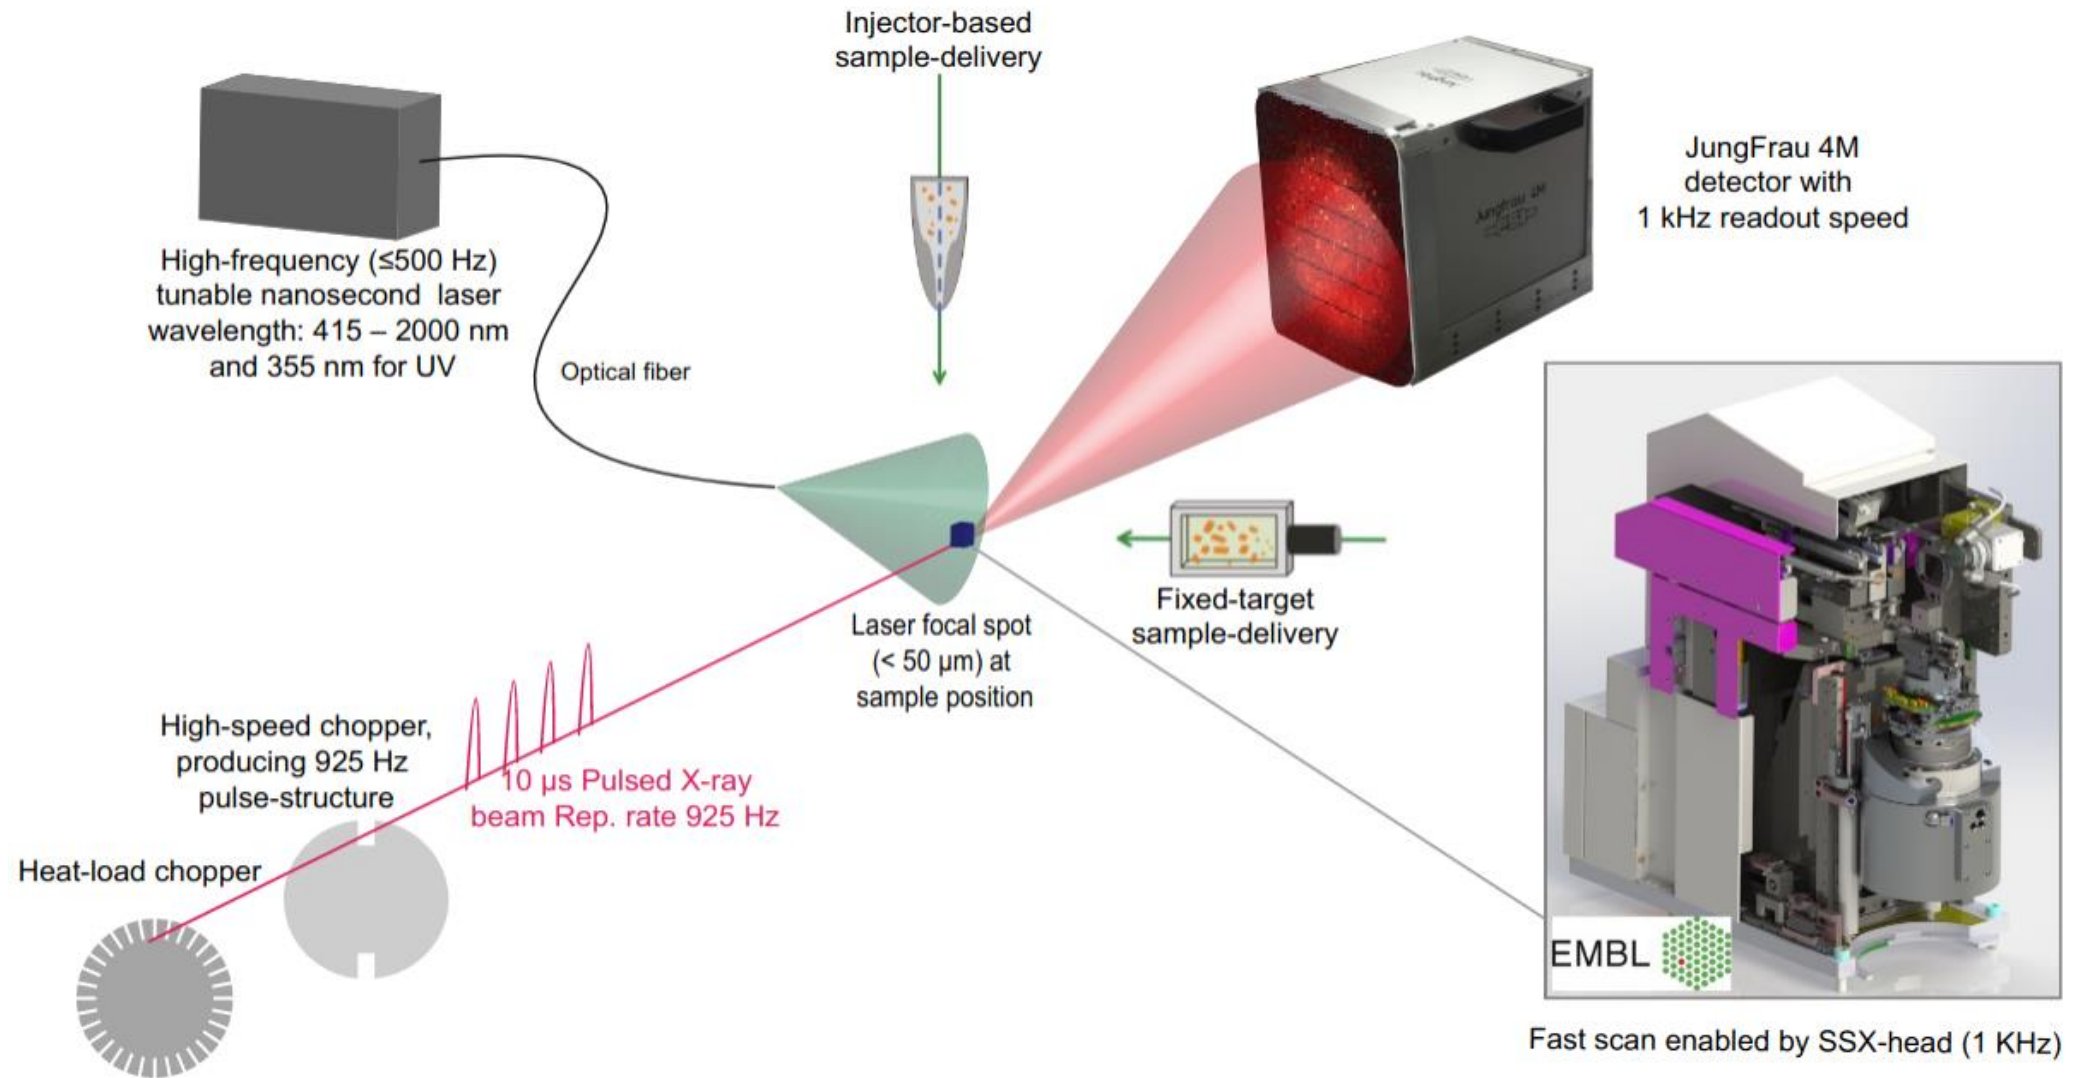 Injector-based
sample-delivery
High-frequency (≤500 Hz)
tunable nanosecond laser
wavelength: 415 – 2000 nm
and 355 nm for UV
Optical fiber
JungFrau 4M
detector with
1 kHz readout speed
Jungfrau 4M
Fixed-target
sample-delivery
Laser focal spot
(< 50 µm) at
sample position
High-speed chopper,
producing 925 Hz
pulse-structure
10 µs Pulsed X-ray
beam Rep. rate 925 Hz
Heat-load chopper
EMBL
Fast scan enabled by SSX-head (1 KHz)